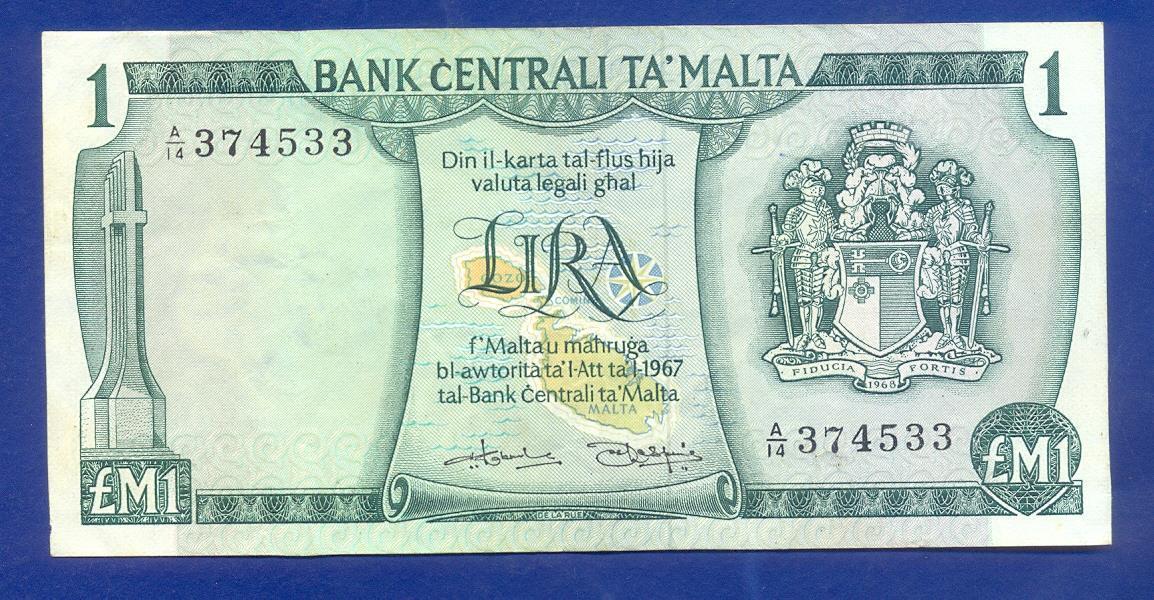 1 BANK ĊENTRALI TA' MALTA 1
A/14 374533
Din il-karta tal-flus hija
valuta legali għal
LIRA
GOZO
COMINO
f'Malta u maħruġa
bl-awtorità ta' l-Att ta' l-1967
tal-Bank Ċentrali ta' Malta
MALTA
FIDUCIA FORTIS
1968
A/14 374533
£M1
£M1
DE LA RUE